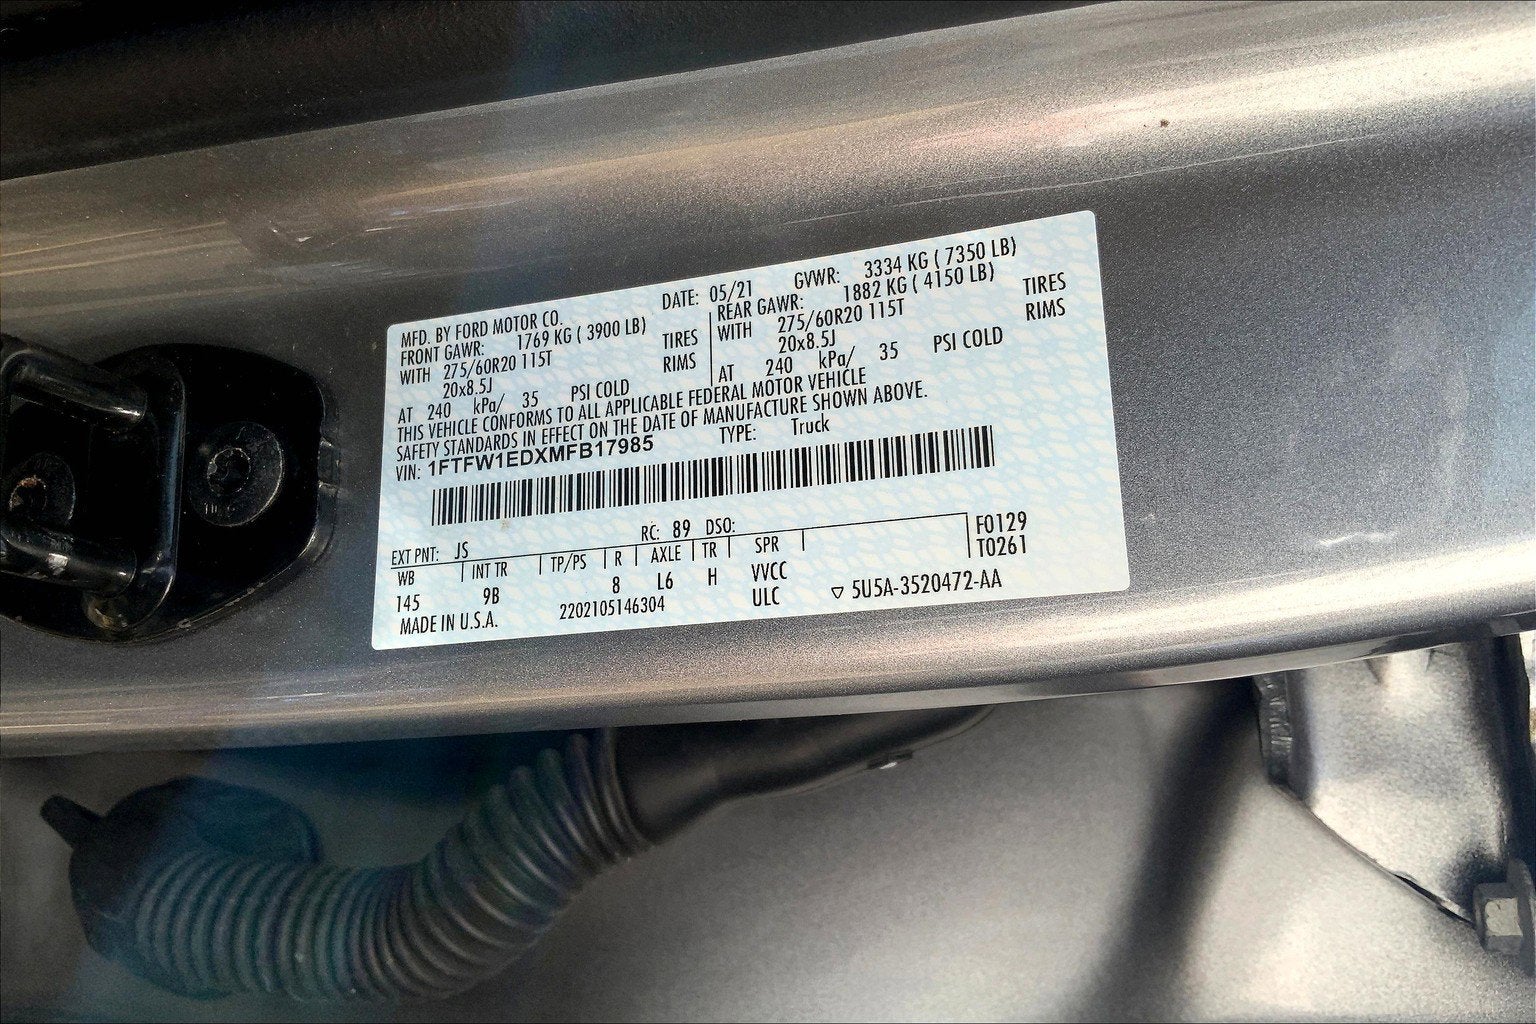 DATE: 05/21 GVWR: 3334 KG ( 7350 LB)
MFD. BY FORD MOTOR CO.
FRONT GAWR: 1769 KG ( 3900 LB) REAR GAWR: 1882 KG ( 4150 LB)
WITH 275/60R20 115T TIRES WITH 275/60R20 115T TIRES
20x8.5J RIMS 20x8.5J RIMS
AT 240 kPa/ 35 PSI COLD AT 240 kPa/ 35 PSI COLD
THIS VEHICLE CONFORMS TO ALL APPLICABLE FEDERAL MOTOR VEHICLE
SAFETY STANDARDS IN EFFECT ON THE DATE OF MANUFACTURE SHOWN ABOVE.
VIN: 1FTFW1EDXMFB17985 TYPE: Truck
EXT PNT: JS RC: 89 DSO: F0129
WB INT TR TP/PS R AXLE TR SPR T0261
145 9B 8 L6 H VVCC
MADE IN U.S.A. 2202105146304 ULC ▽ 5U5A-3520472-AA